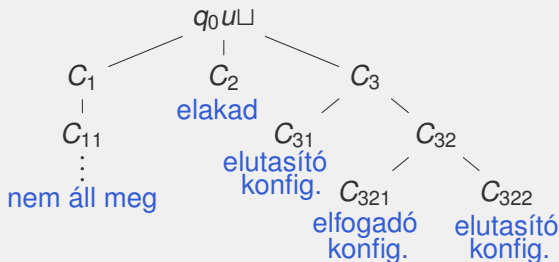 q₀u⊔
C₁ C₂ C₃
elakad
C₁₁ C₃₁ C₃₂
elutasító
konfig.
nem áll meg
C₃₂₁ C₃₂₂
elfogadó elutasító
konfig. konfig.